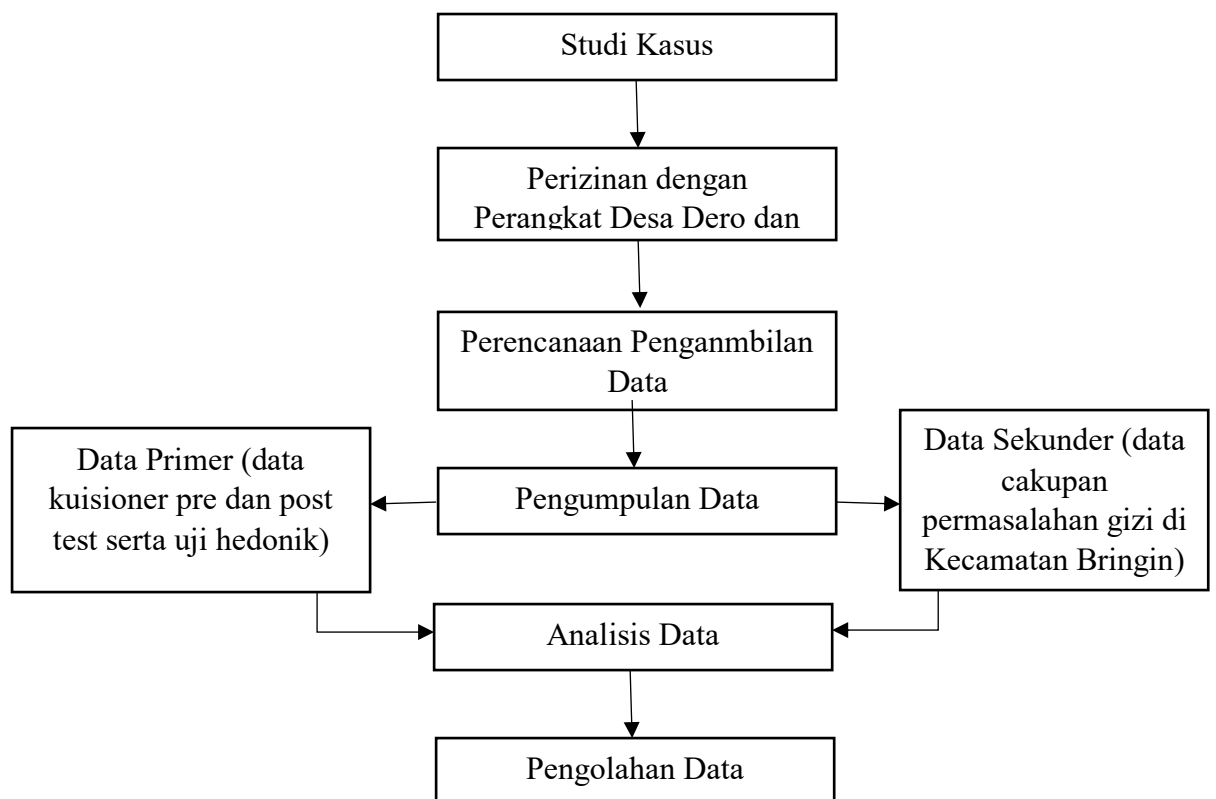 Studi Kasus
Perizinan dengan
Perangkat Desa Dero dan
Perencanaan Penganmbilan
Data
Pengumpulan Data
Data Primer (data
kuisioner pre dan post
test serta uji hedonik)
Data Sekunder (data
cakupan
permasalahan gizi di
Kecamatan Bringin)
Analisis Data
Pengolahan Data